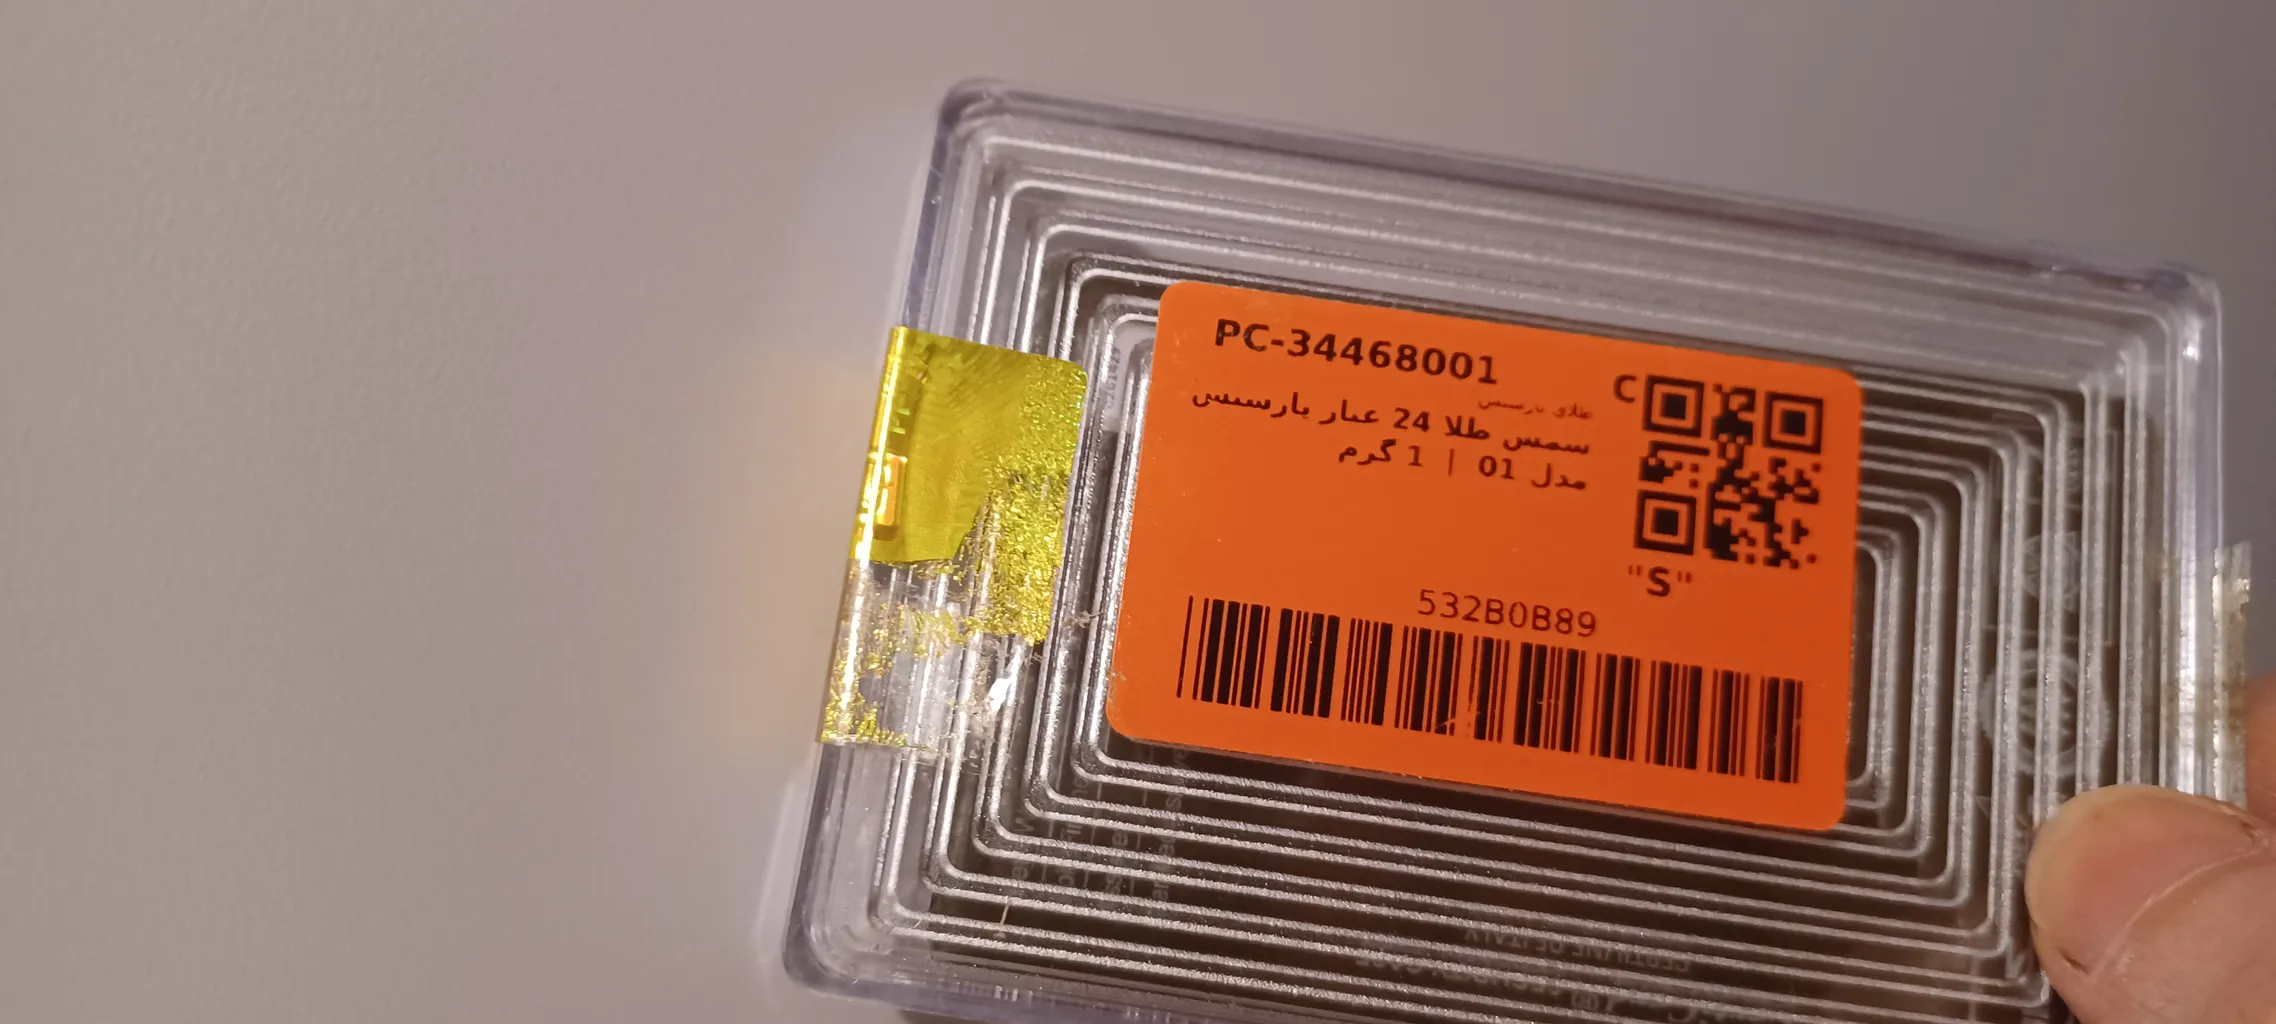 PC-34468001
طلای پارسیس
شمش طلا 24 عیار پارسیس
مدل 01 | 1 گرم
C
"S"
532B0B89